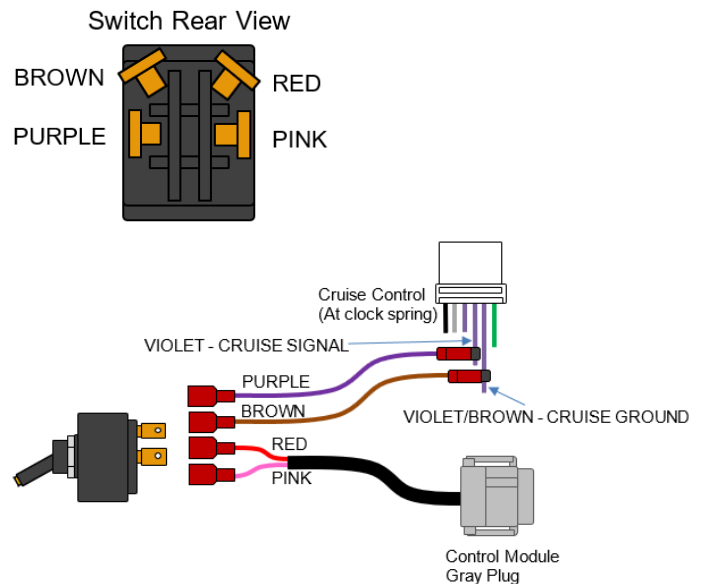 Switch Rear View
BROWN
RED
PURPLE
PINK
Cruise Control
(At clock spring)
VIOLET - CRUISE SIGNAL
PURPLE
BROWN
VIOLET/BROWN - CRUISE GROUND
RED
PINK
Control Module
Gray Plug